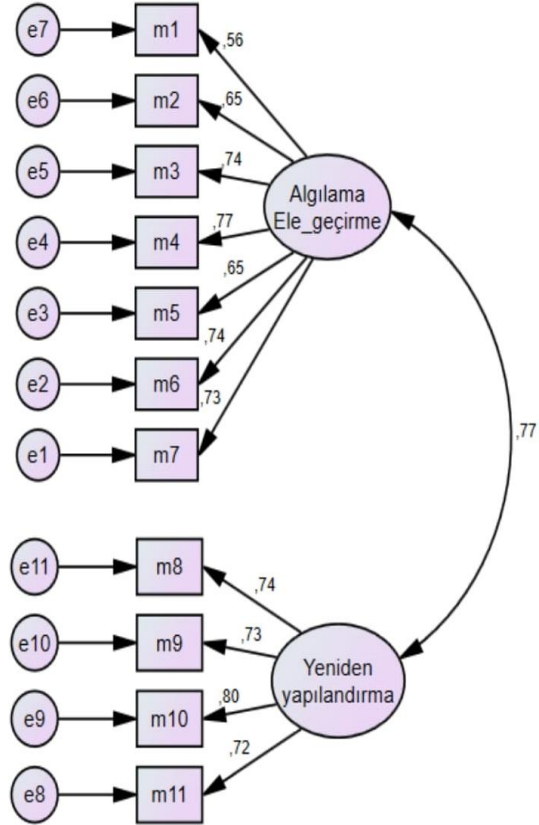 e7
m1
,56
e6
m2
,65
e5
m3
,74
Algılama
Ele_geçirme
e4
m4
,77
e3
m5
,65
e2
m6
,74
e1
m7
,73
,77
e11
m8
,74
e10
m9
,73
Yeniden
yapılandırma
e9
m10
,80
e8
m11
,72